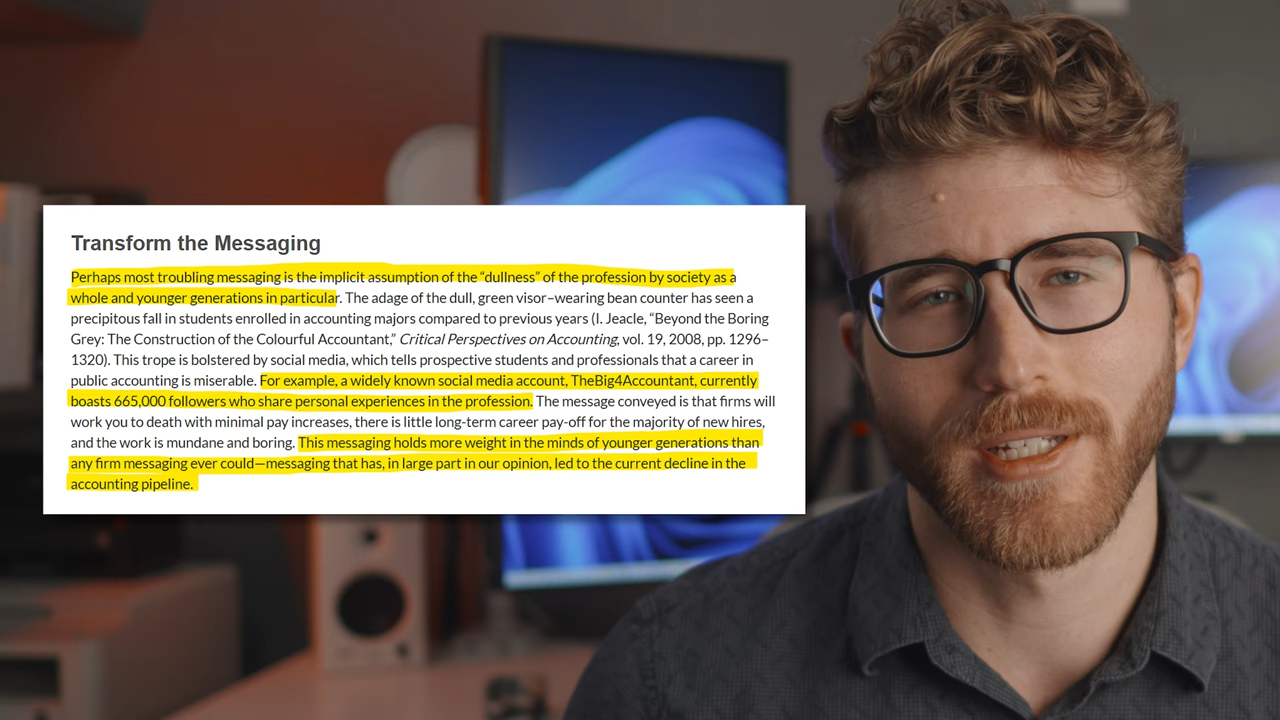 Transform the Messaging
Perhaps most troubling messaging is the implicit assumption of the “dullness” of the profession by society as a
whole and younger generations in particular. The adage of the dull, green visor–wearing bean counter has seen a
precipitous fall in students enrolled in accounting majors compared to previous years (I. Jeacle, “Beyond the Boring
Grey: The Construction of the Colourful Accountant,” Critical Perspectives on Accounting, vol. 19, 2008, pp. 1296–
1320). This trope is bolstered by social media, which tells prospective students and professionals that a career in
public accounting is miserable. For example, a widely known social media account, TheBig4Accountant, currently
boasts 665,000 followers who share personal experiences in the profession. The message conveyed is that firms will
work you to death with minimal pay increases, there is little long-term career pay-off for the majority of new hires,
and the work is mundane and boring. This messaging holds more weight in the minds of younger generations than
any firm messaging ever could—messaging that has, in large part in our opinion, led to the current decline in the
accounting pipeline.